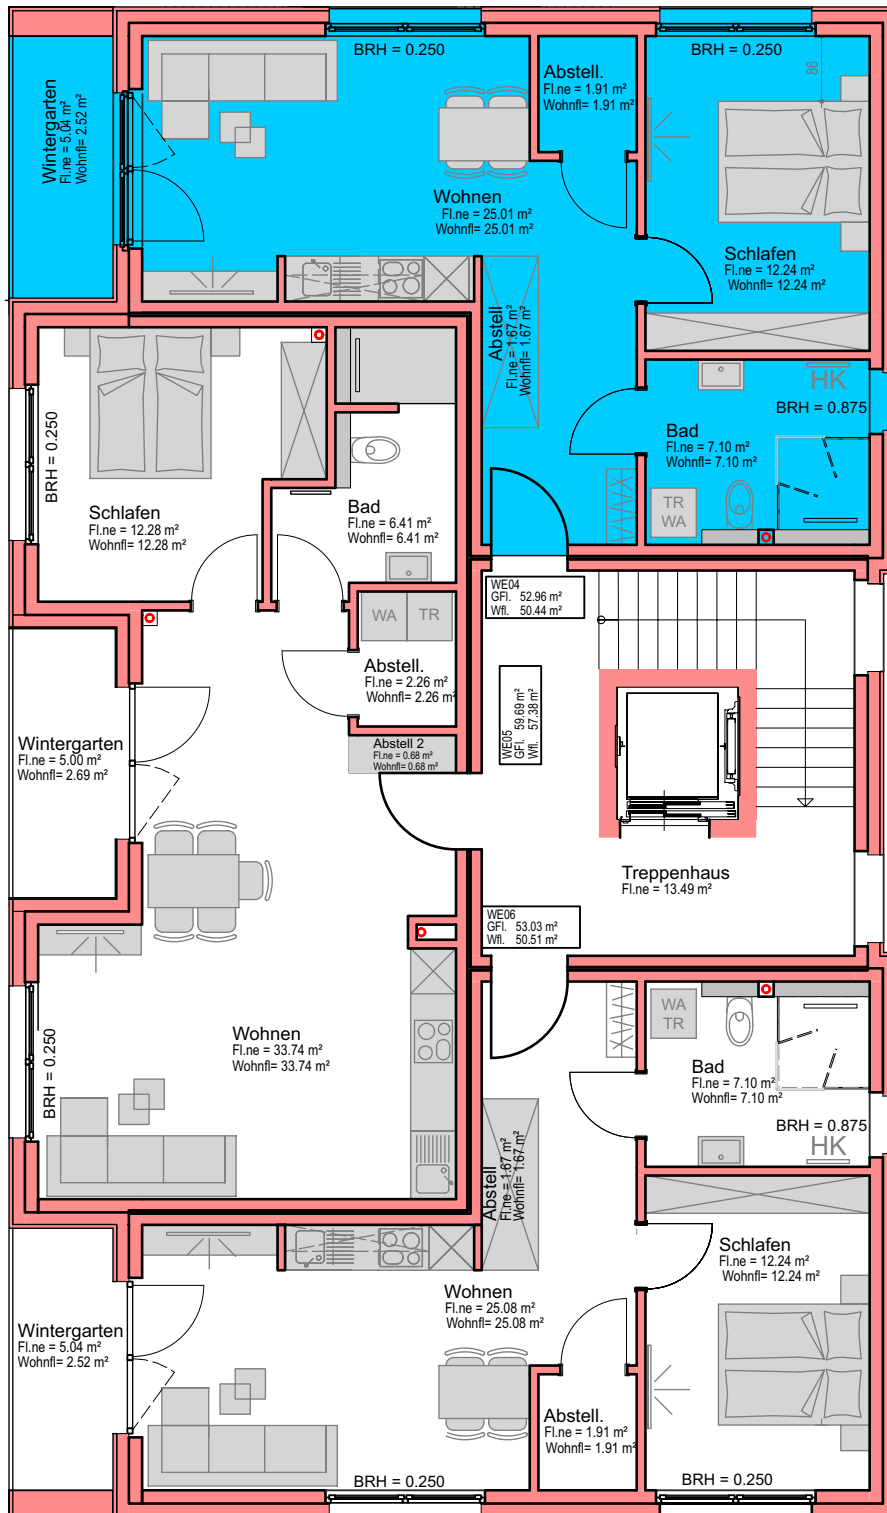 BRH = 0.250
BRH = 0.250
Abstell.
Fl.ne = 1.91 m²
Wohnfl= 1.91 m²
86
Wintergarten
Fl.ne = 5.04 m²
Wohnfl= 2.52 m²
Wohnen
Fl.ne = 25.01 m²
Wohnfl= 25.01 m²
Schlafen
Fl.ne = 12.24 m²
Wohnfl= 12.24 m²
Abstell
Fl.ne = 1.67 m²
Wohnfl= 1.67 m²
HK
BRH = 0.875
Bad
Fl.ne = 7.10 m²
Wohnfl= 7.10 m²
TR
WA
BRH = 0.250
Schlafen
Fl.ne = 12.28 m²
Wohnfl= 12.28 m²
Bad
Fl.ne = 6.41 m²
Wohnfl= 6.41 m²
WE04
GFl. 52.96 m²
Wfl. 50.44 m²
WA
TR
Abstell.
Fl.ne = 2.26 m²
Wohnfl= 2.26 m²
WE05
GFl. 59.69 m²
Wfl. 57.38 m²
Wintergarten
Fl.ne = 5.00 m²
Wohnfl= 2.69 m²
Abstell 2
Fl.ne = 0.68 m²
Wohnfl= 0.68 m²
Treppenhaus
Fl.ne = 13.49 m²
WE06
GFl. 53.03 m²
Wfl. 50.51 m²
BRH = 0.250
Wohnen
Fl.ne = 33.74 m²
Wohnfl= 33.74 m²
WA
TR
Bad
Fl.ne = 7.10 m²
Wohnfl= 7.10 m²
BRH = 0.875
HK
Abstell
Fl.ne = 1.67 m²
Wohnfl= 1.67 m²
Schlafen
Fl.ne = 12.24 m²
Wohnfl= 12.24 m²
Wohnen
Fl.ne = 25.08 m²
Wohnfl= 25.08 m²
Wintergarten
Fl.ne = 5.04 m²
Wohnfl= 2.52 m²
Abstell.
Fl.ne = 1.91 m²
Wohnfl= 1.91 m²
BRH = 0.250
BRH = 0.250